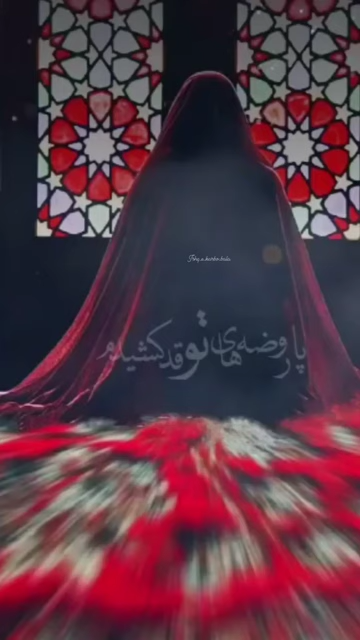 پا روضه های تو قد کشیدم